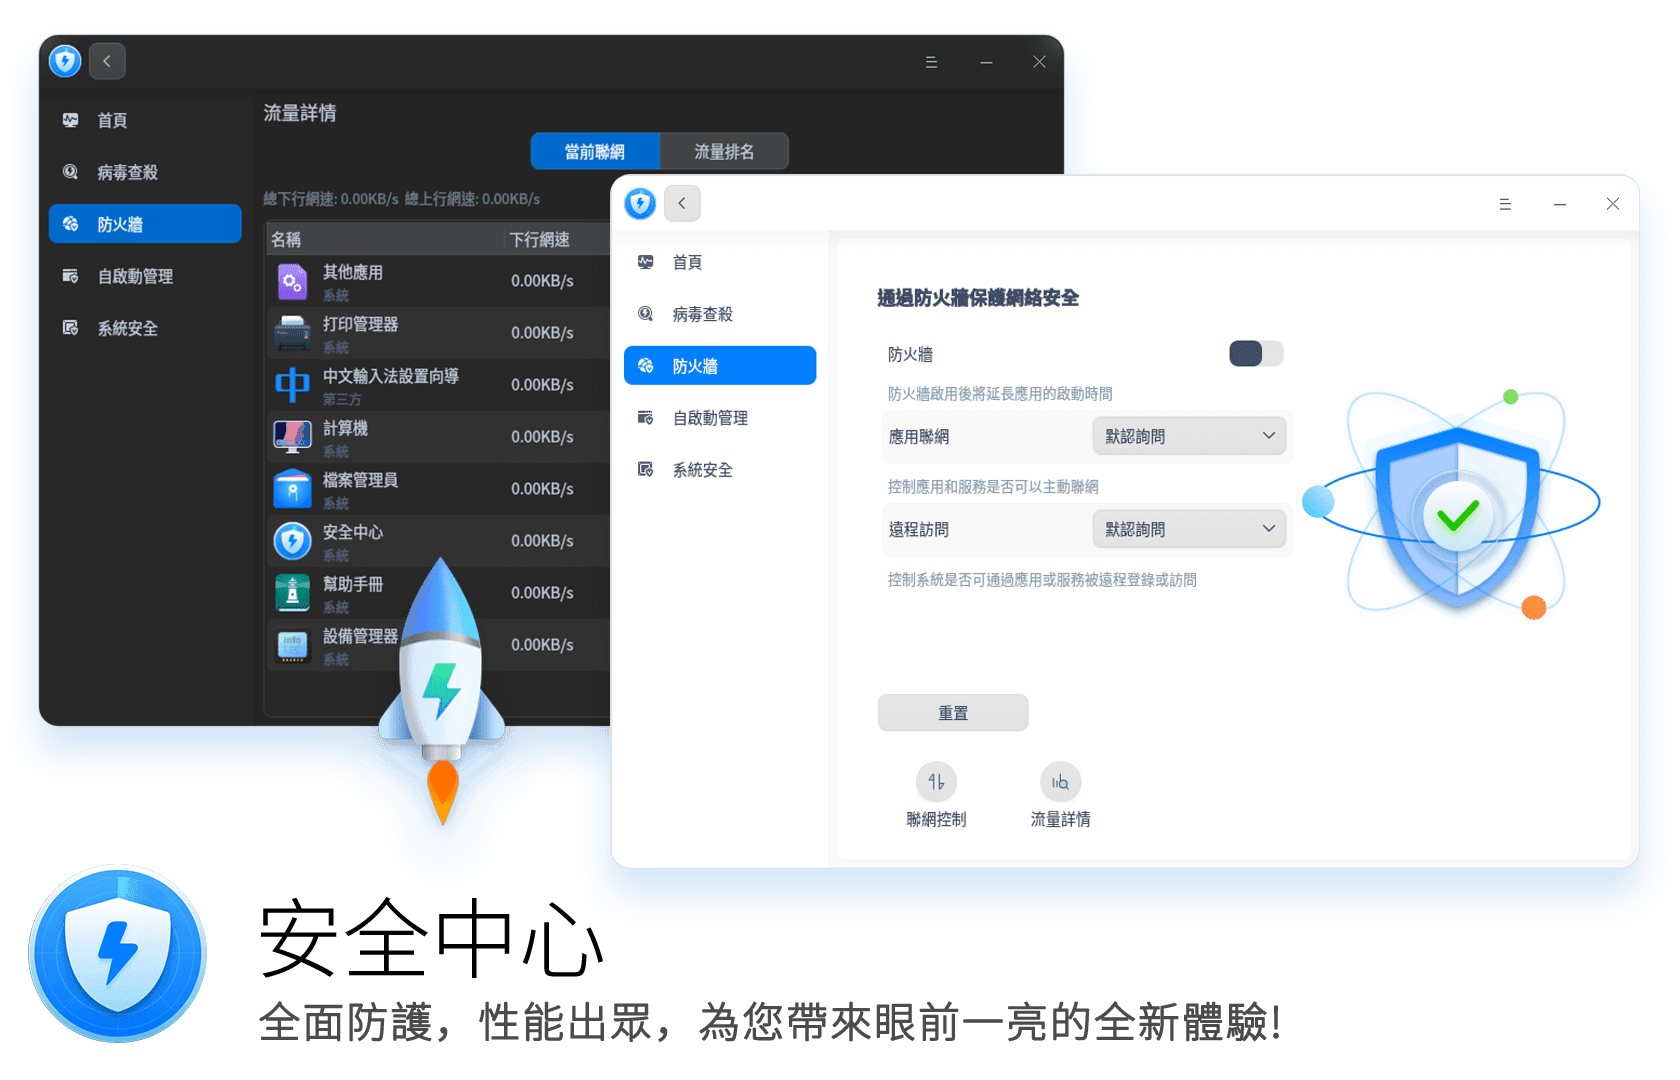 首頁
病毒查殺
防火牆
自啟動管理
系統安全
流量詳情
當前聯網
流量排名
總下行網速: 0.00KB/s 總上行網速: 0.00KB/s
名稱 下行網速
其他應用
系統
0.00KB/s
打印管理器
系統
0.00KB/s
中文輸入法設置向導
第三方
0.00KB/s
計算機
系統
0.00KB/s
檔案管理員
系統
0.00KB/s
安全中心
系統
0.00KB/s
幫助手冊
系統
0.00KB/s
設備管理器
系統
0.00KB/s
info
首頁
病毒查殺
防火牆
自啟動管理
系統安全
通過防火牆保護網絡安全
防火牆
防火牆啟用後將延長應用的啟動時間
應用聯網
默認詢問
控制應用和服務是否可以主動聯網
遠程訪問
默認詢問
控制系統是否可通過應用或服務被遠程登錄或訪問
重置
聯網控制
流量詳情
安全中心
全面防護，性能出眾，為您帶來眼前一亮的全新體驗!